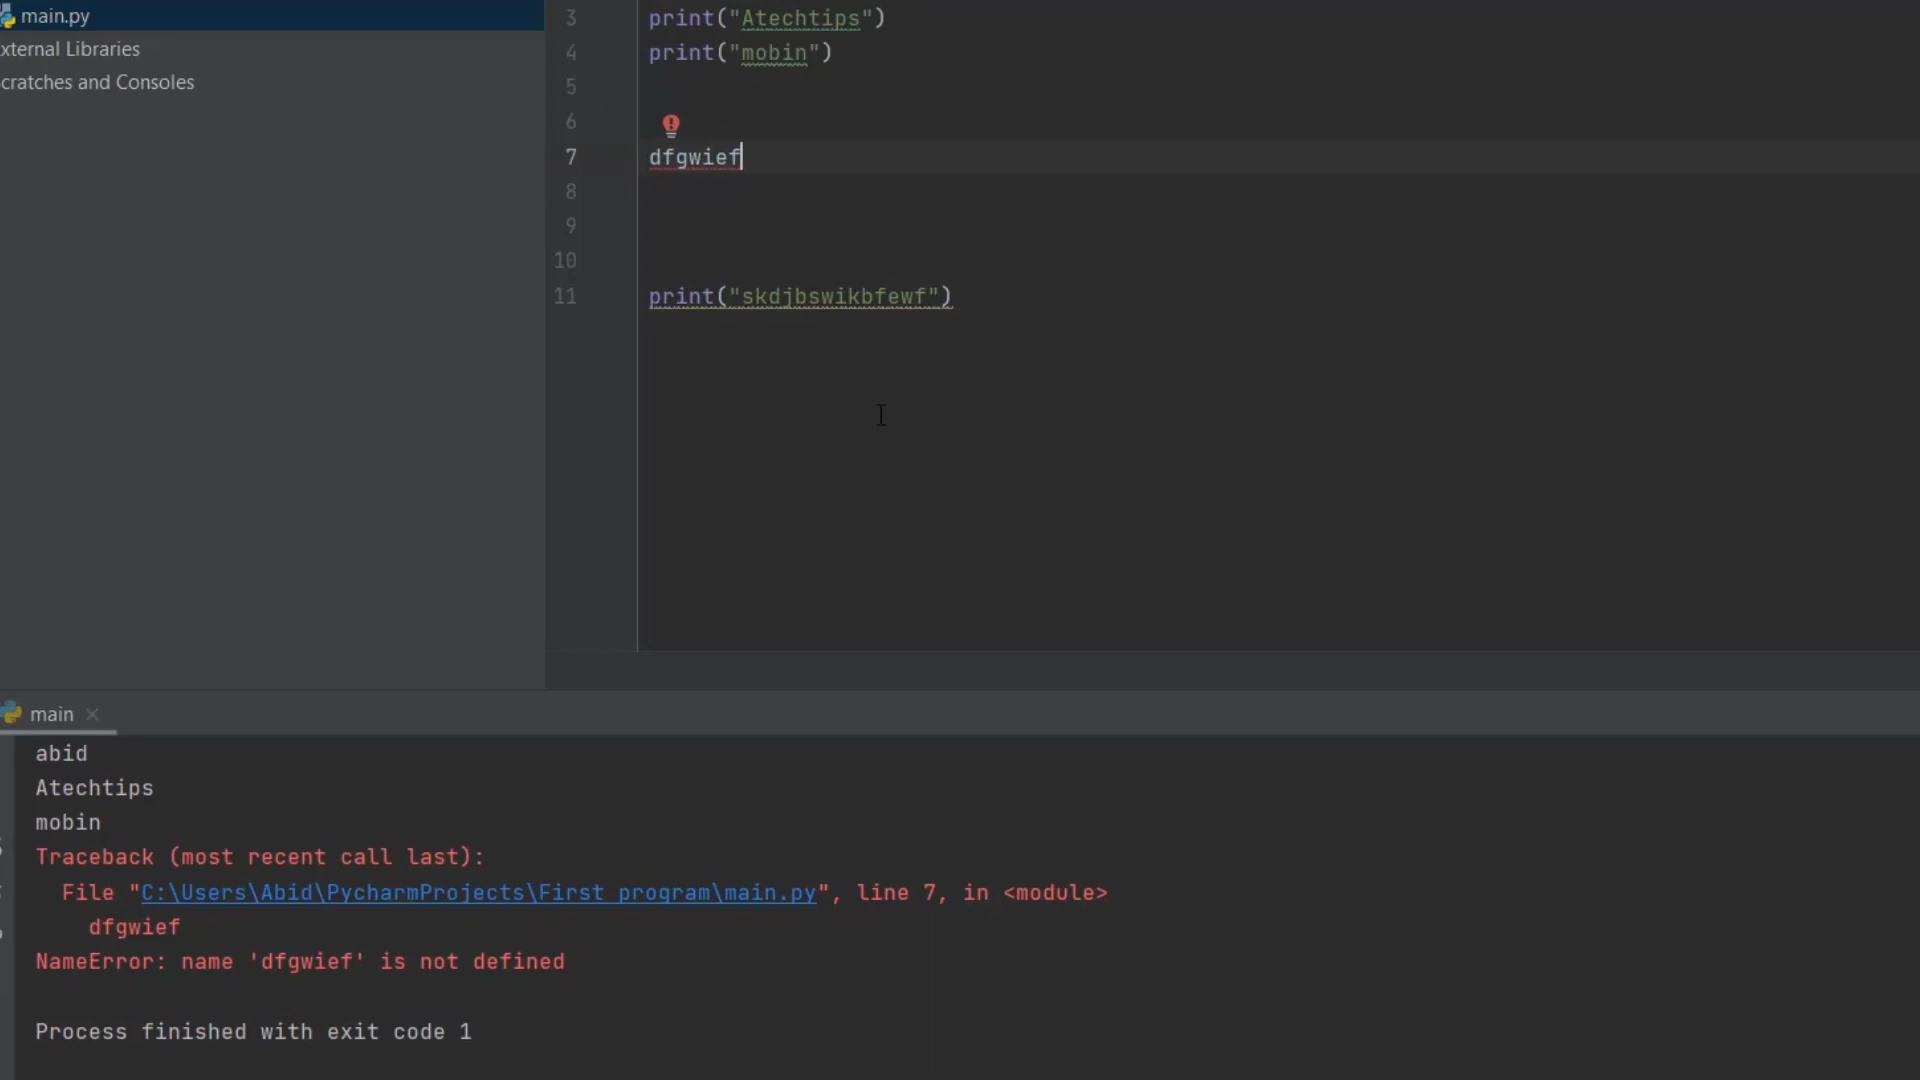 main.py
xternal Libraries
cratches and Consoles
3 print("Atechtips")
4 print("mobin")
5
6
7 dfgwief
8
9
10
11 print("skdjbswikbfewf")
main
abid
Atechtips
mobin
Traceback (most recent call last):
File "C:\Users\Abid\PycharmProjects\First program\main.py", line 7, in <module>
dfgwief
NameError: name 'dfgwief' is not defined
Process finished with exit code 1